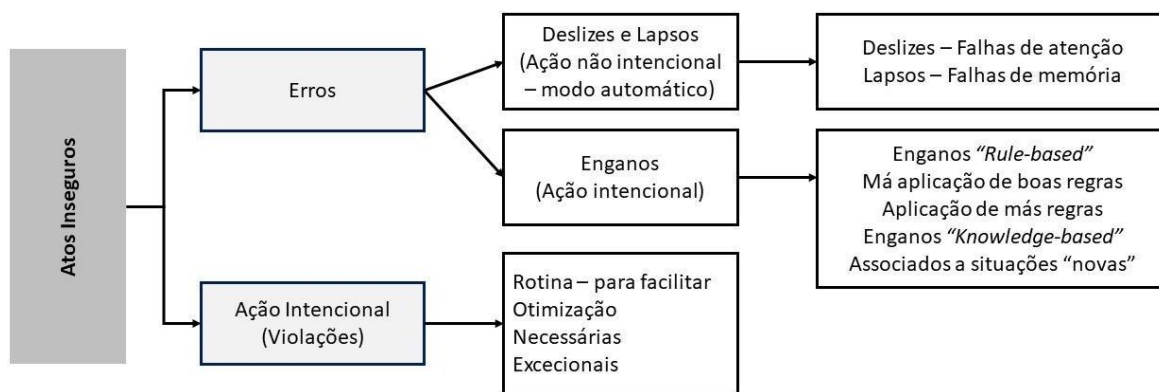 Atos Inseguros
Erros
Deslizes e Lapsos
(Ação não intencional
– modo automático)
Deslizes – Falhas de atenção
Lapsos – Falhas de memória
Enganos
(Ação intencional)
Enganos “Rule-based”
Má aplicação de boas regras
Aplicação de más regras
Enganos “Knowledge-based”
Associados a situações “novas”
Ação Intencional
(Violações)
Rotina – para facilitar
Otimização
Necessárias
Excecionais